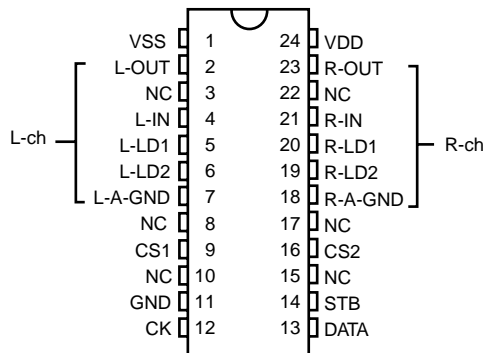 VSS 1 24 VDD
L-OUT 2 23 R-OUT
NC 3 22 NC
L-IN 4 21 R-IN
L-ch L-LD1 5 20 R-LD1 R-ch
L-LD2 6 19 R-LD2
L-A-GND 7 18 R-A-GND
NC 8 17 NC
CS1 9 16 CS2
NC 10 15 NC
GND 11 14 STB
CK 12 13 DATA